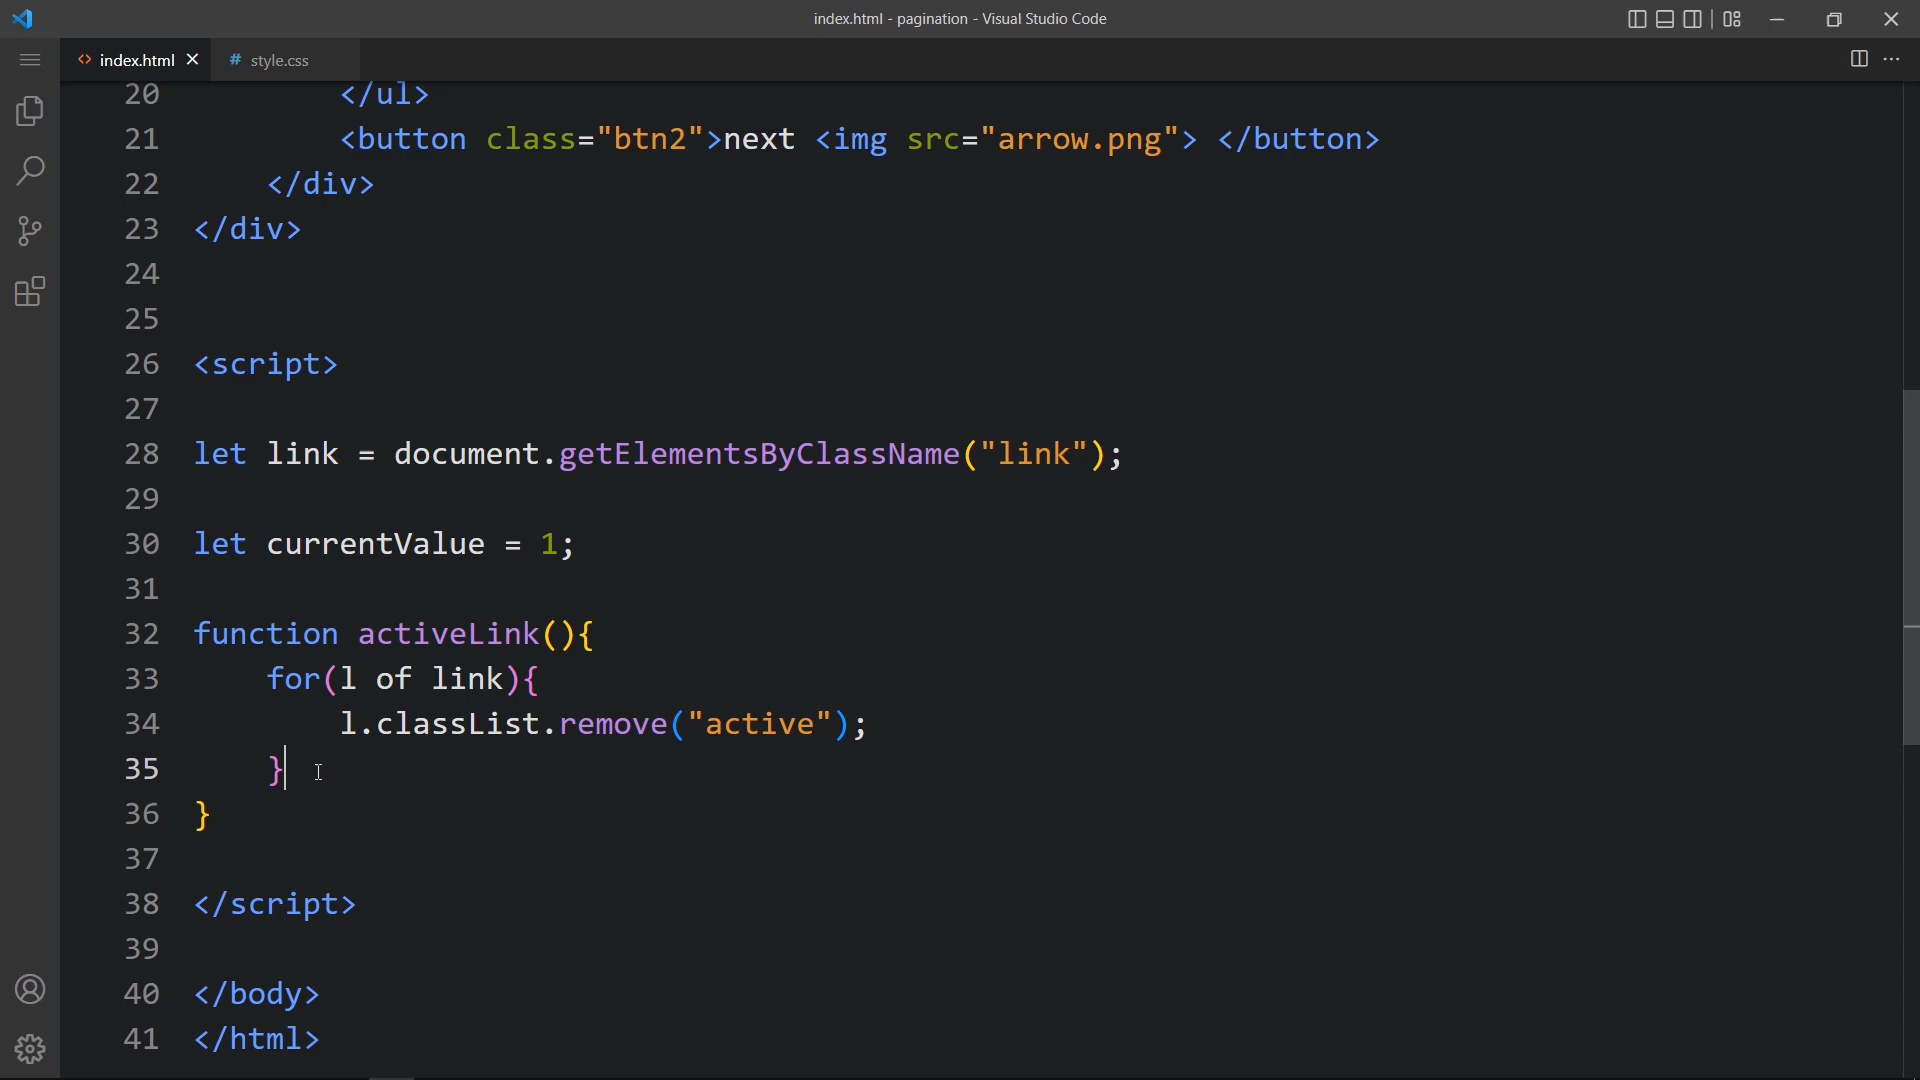 index.html - pagination - Visual Studio Code
index.html
# style.css
20 </ul>
21 <button class="btn2">next <img src="arrow.png"> </button>
22 </div>
23 </div>
24
25
26 <script>
27
28 let link = document.getElementsByClassName("link");
29
30 let currentValue = 1;
31
32 function activeLink(){
33 for(l of link){
34 l.classList.remove("active");
35 }
36 }
37
38 </script>
39
40 </body>
41 </html>